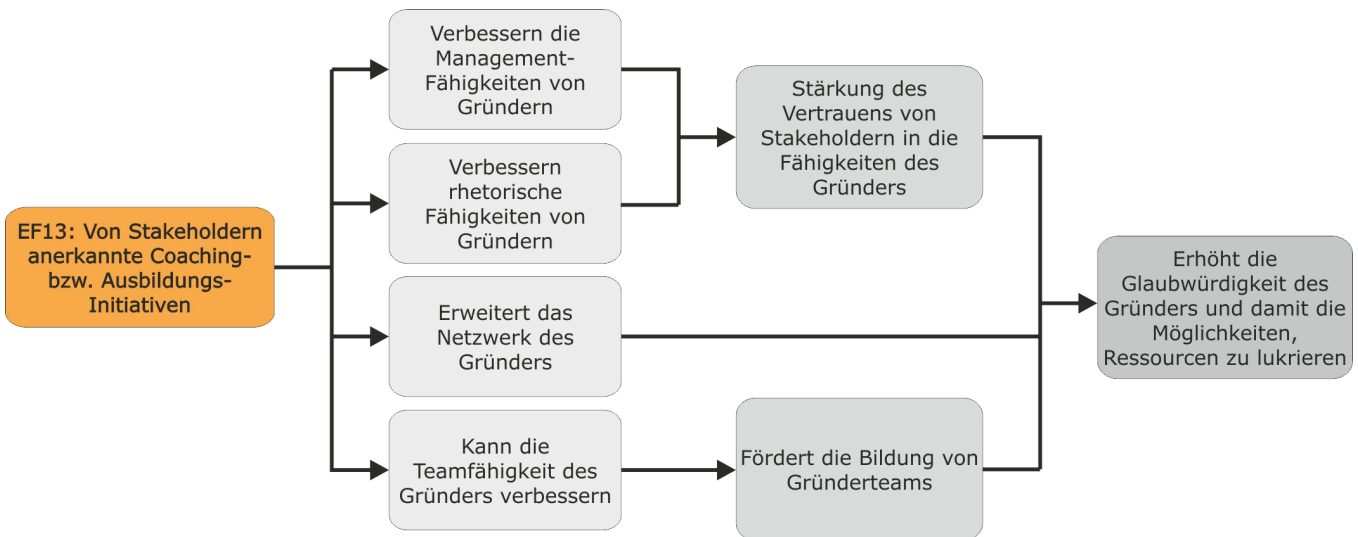 Verbessern die
Management-
Fähigkeiten von
Gründern
Stärkung des
Vertrauens von
Stakeholdern in die
Fähigkeiten des
Gründers
Verbessern
rhetorische
Fähigkeiten von
Gründern
EF13: Von Stakeholdern
anerkannte Coaching-
bzw. Ausbildungs-
Initiativen
Erhöht die
Glaubwürdigkeit des
Gründers und damit die
Möglichkeiten,
Ressourcen zu lukrieren
Erweitert das
Netzwerk des
Gründers
Kann die
Teamfähigkeit des
Gründers verbessern
Fördert die Bildung von
Gründerteams